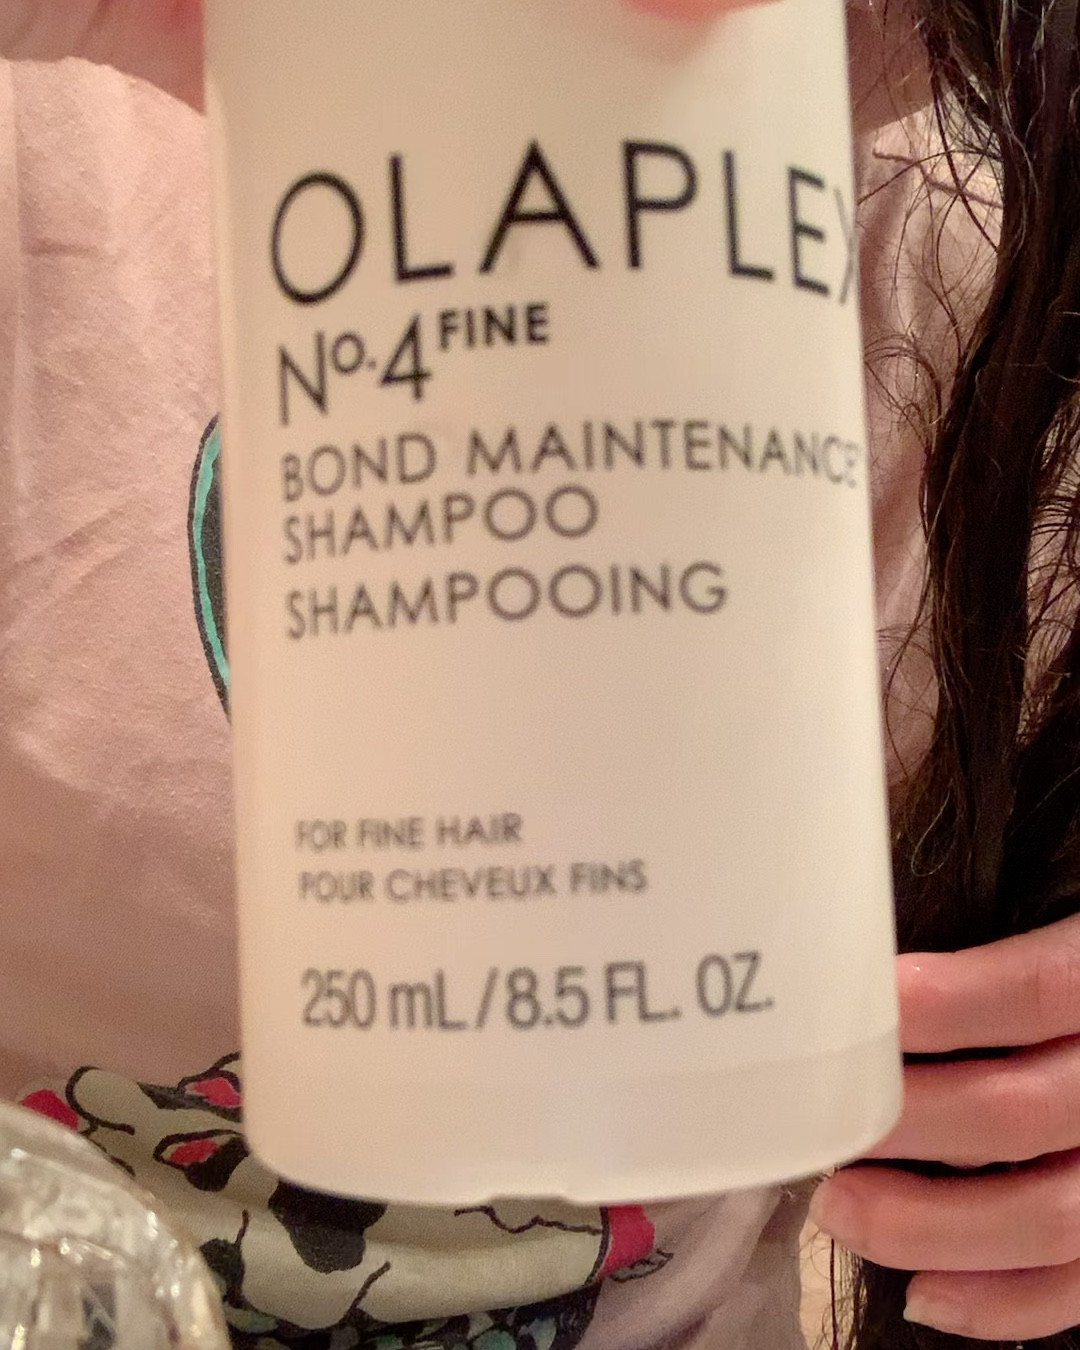 OLAPLEX
Nº.4 FINE
BOND MAINTENANCE
SHAMPOO
SHAMPOOING
FOR FINE HAIR
POUR CHEVEUX FINS
250 mL/8.5 FL. OZ.